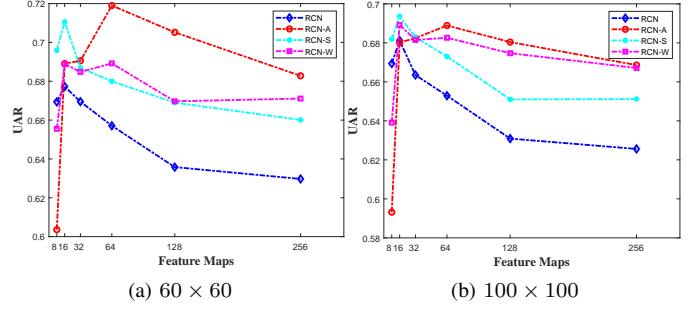 0.72
0.7
0.68
0.66
0.64
0.62
0.6
UAR
8 16 32 64 128 256
Feature Maps
RCN
RCN-A
RCN-S
RCN-W
(a) 60 × 60
0.7
0.68
0.66
0.64
0.62
0.6
0.58
UAR
8 16 32 64 128 256
Feature Maps
RCN
RCN-A
RCN-S
RCN-W
(b) 100 × 100